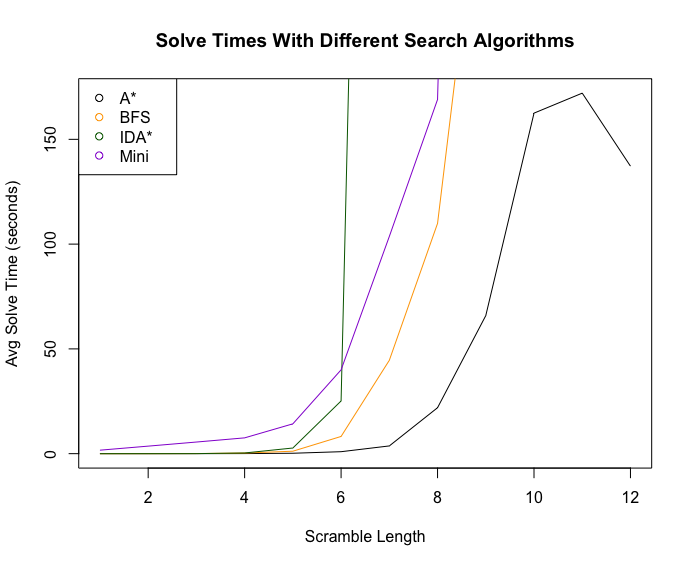 Solve Times With Different Search Algorithms
A*
BFS
IDA*
Mini
Avg Solve Time (seconds)
150
100
50
0
2 4 6 8 10 12
Scramble Length